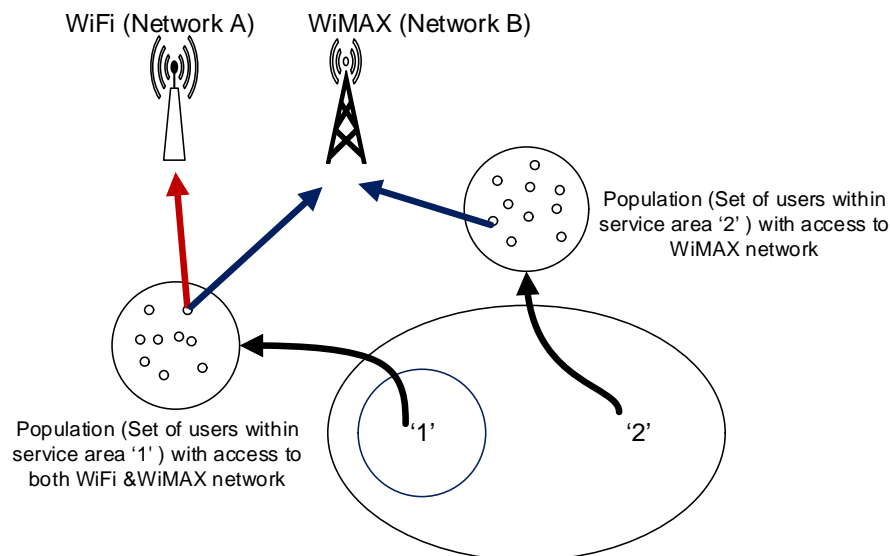 WiFi (Network A)
WiMAX (Network B)
Population (Set of users within
service area ‘2’ ) with access to
WiMAX network
‘1’
‘2’
Population (Set of users within
service area ‘1’ ) with access to
both WiFi &WiMAX network